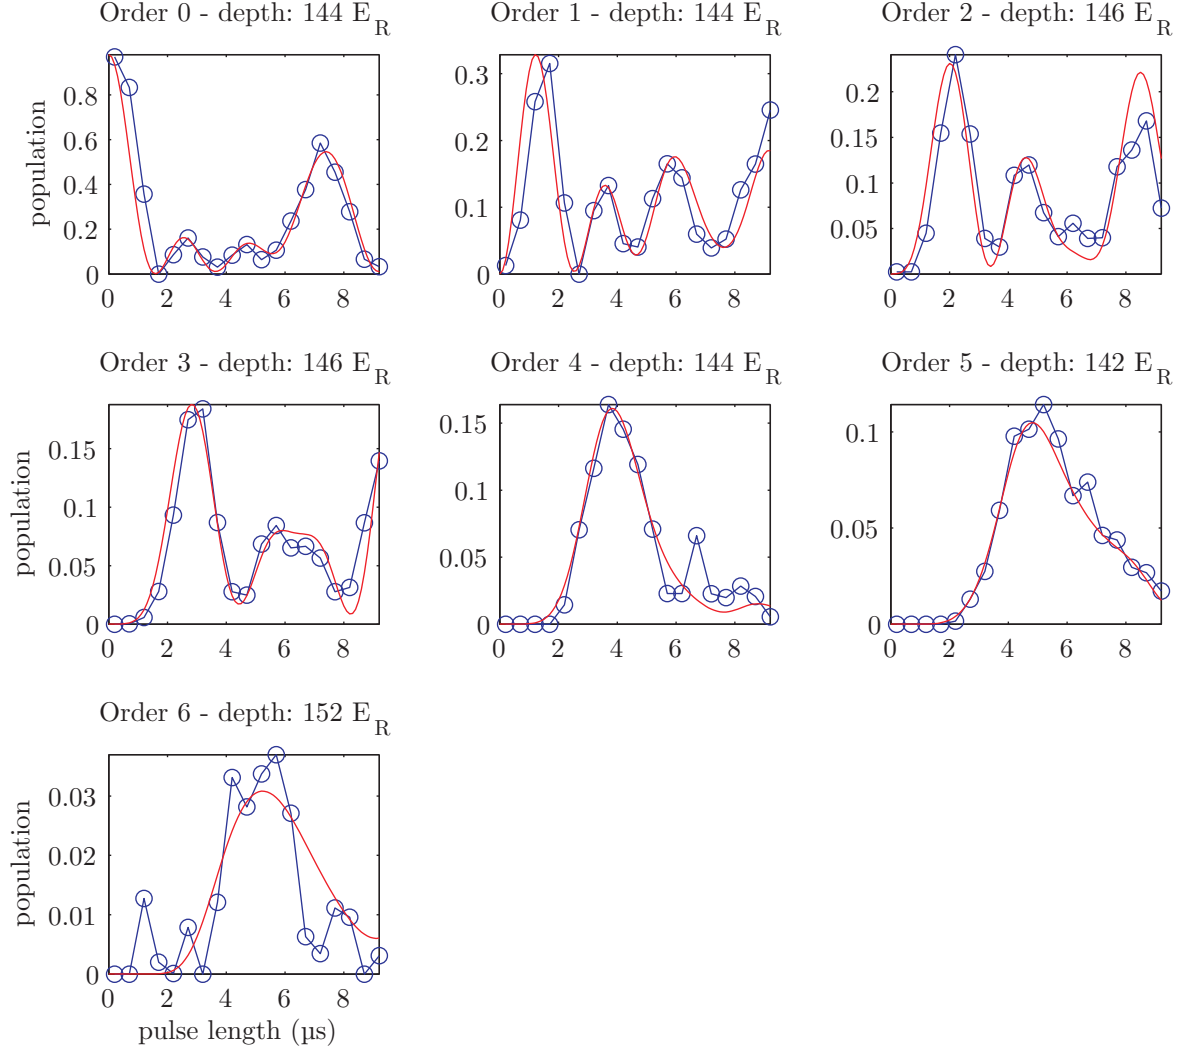 Order 0 - depth: 144 E_R
Order 1 - depth: 144 E_R
Order 2 - depth: 146 E_R
population
0.8
0.6
0.4
0.2
0
0 2 4 6 8
0.3
0.2
0.1
0
0 2 4 6 8
0.2
0.15
0.1
0.05
0 2 4 6 8
Order 3 - depth: 146 E_R
Order 4 - depth: 144 E_R
Order 5 - depth: 142 E_R
population
0.15
0.1
0.05
0
0 2 4 6 8
0.15
0.1
0.05
0
0 2 4 6 8
0.1
0.05
0
0 2 4 6 8
Order 6 - depth: 152 E_R
population
0.03
0.02
0.01
0
0 2 4 6 8
pulse length (µs)